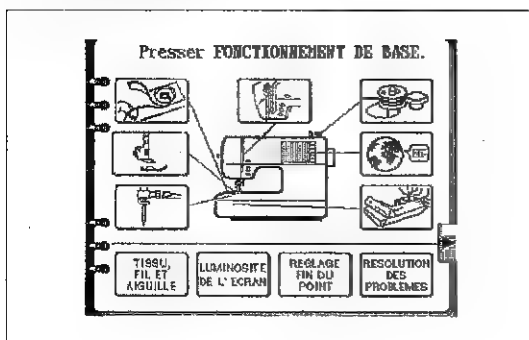 Presser FONCTIONNEMENT DE BASE.
TISSU,
FIL ET
AIGUILLE
LUMINOSITE
DE L'ECRAN
REGLAGE
FIN DU
POINT
RESOLUTION
DES
PROBLEMES